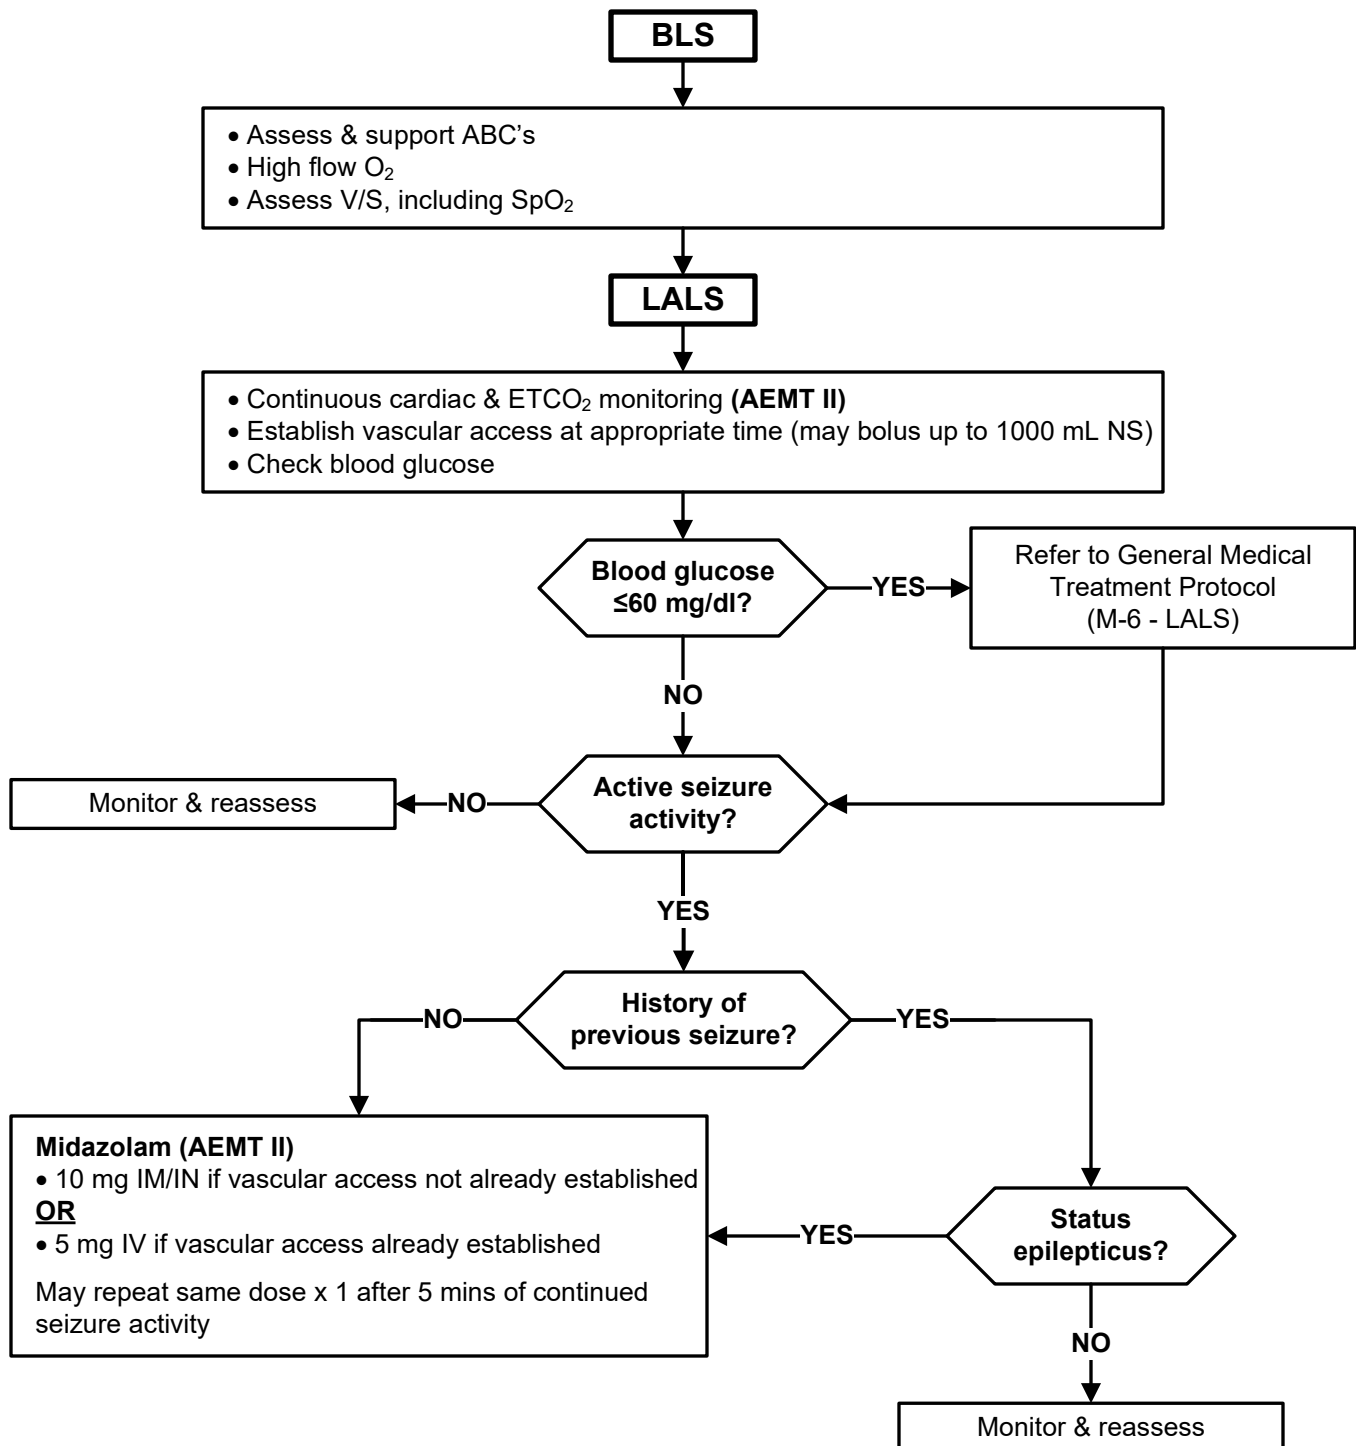 BLS
• Assess & support ABC’s
• High flow O₂
• Assess V/S, including SpO₂
LALS
• Continuous cardiac & ETCO₂ monitoring (AEMT II)
• Establish vascular access at appropriate time (may bolus up to 1000 mL NS)
• Check blood glucose
Blood glucose
≤60 mg/dl?
YES
Refer to General Medical
Treatment Protocol
(M-6 - LALS)
NO
Active seizure
activity?
NO
Monitor & reassess
YES
History of
previous seizure?
NO
YES
Midazolam (AEMT II)
• 10 mg IM/IN if vascular access not already established
OR
• 5 mg IV if vascular access already established
May repeat same dose x 1 after 5 mins of continued
seizure activity
YES
Status
epilepticus?
NO
Monitor & reassess